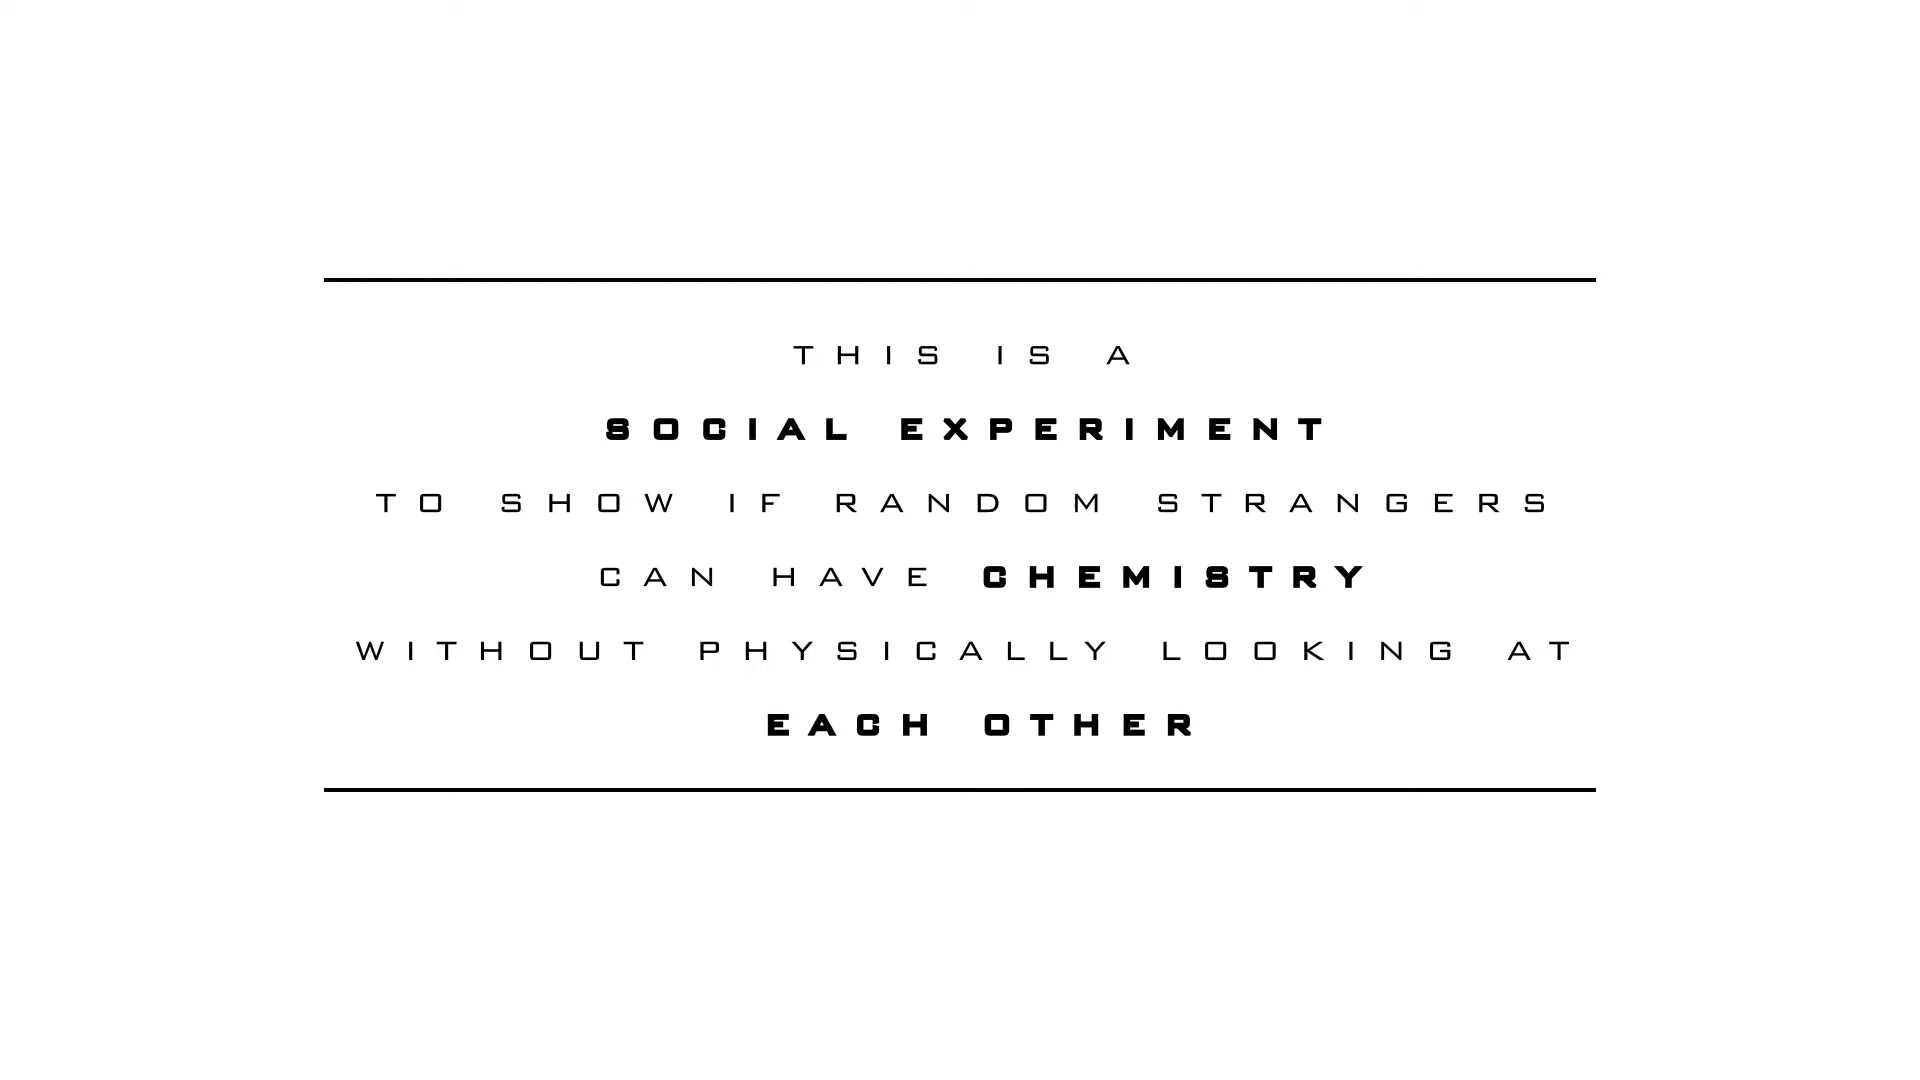 THIS IS A
SOCIAL EXPERIMENT
TO SHOW IF RANDOM STRANGERS
CAN HAVE CHEMISTRY
WITHOUT PHYSICALLY LOOKING AT
EACH OTHER